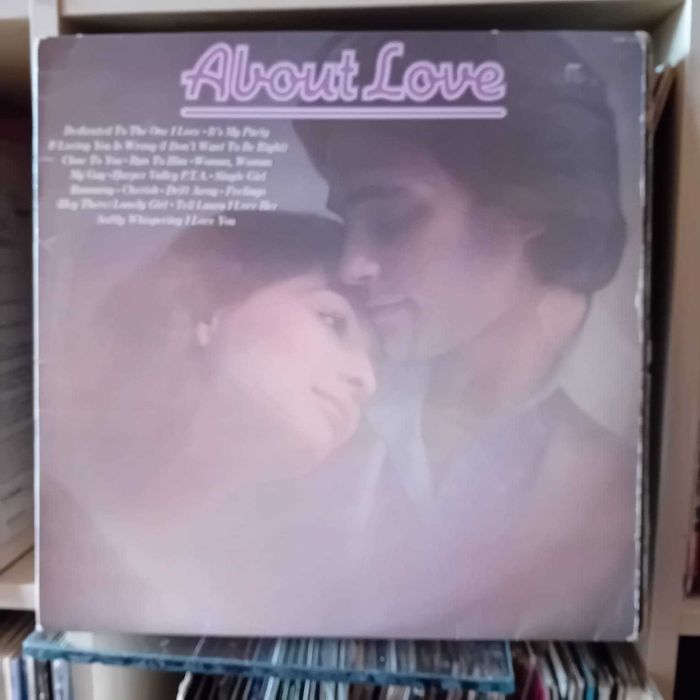 About Love
Dedicated To The One I Love • It's My Party
If Loving You Is Wrong (I Don't Want To Be Right)
Close To You • Run To Him • Woman, Woman
My Guy • Harper Valley P.T.A. • Single Girl
Runaway • Cherish • Drift Away • Feelings
(Hey There) Lonely Girl • Tell Laura I Love Her
Softly Whispering I Love You